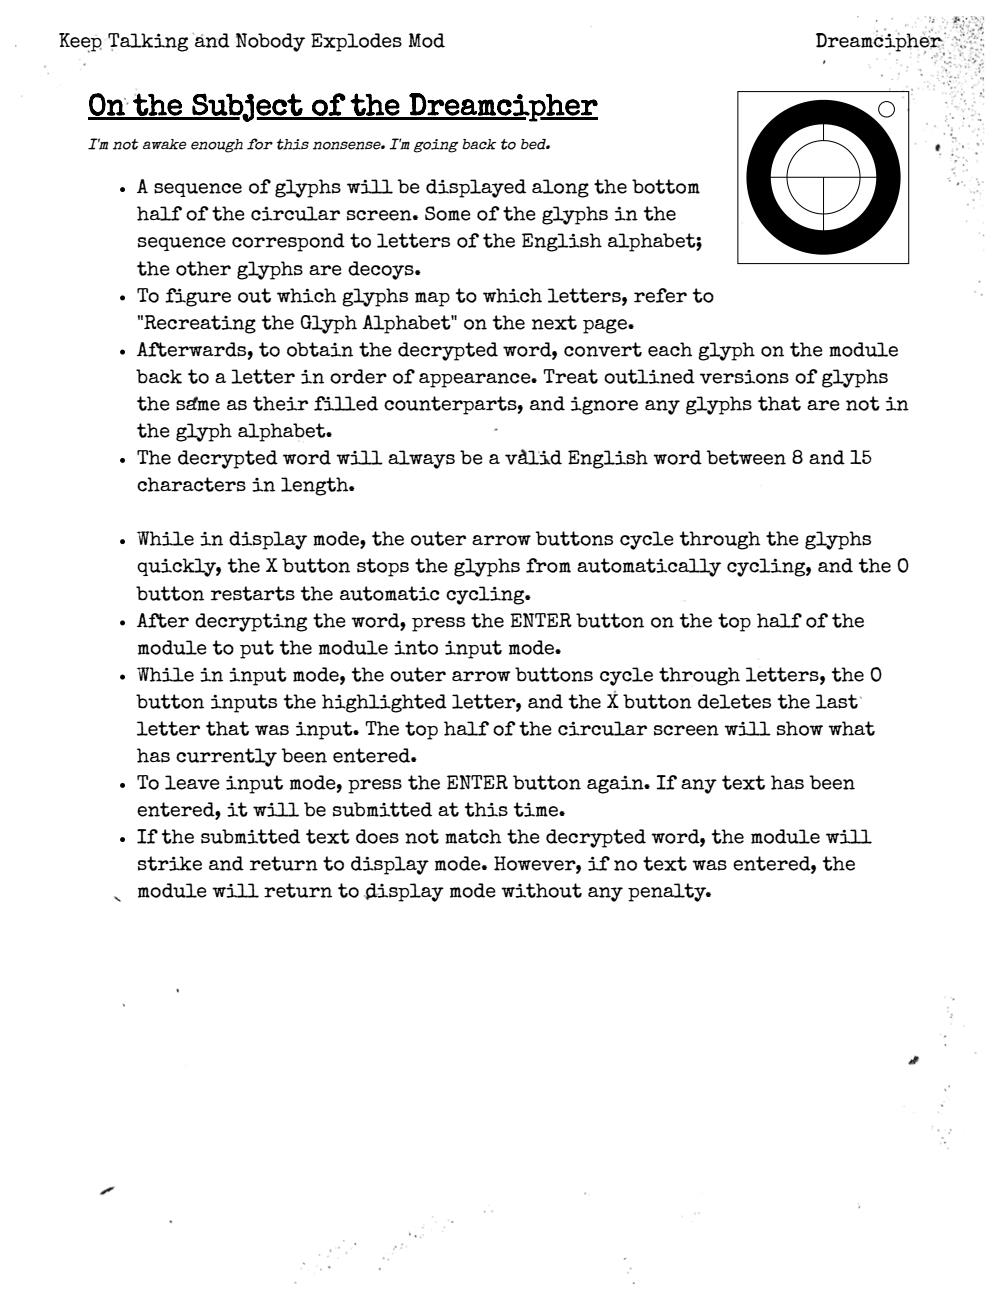 Keep Talking and Nobody Explodes Mod
Dreamcipher
On the Subject of the Dreamcipher
I'm not awake enough for this nonsense. I'm going back to bed.
• A sequence of glyphs will be displayed along the bottom
half of the circular screen. Some of the glyphs in the
sequence correspond to letters of the English alphabet;
the other glyphs are decoys.
• To figure out which glyphs map to which letters, refer to
"Recreating the Glyph Alphabet" on the next page.
• Afterwards, to obtain the decrypted word, convert each glyph on the module
back to a letter in order of appearance. Treat outlined versions of glyphs
the same as their filled counterparts, and ignore any glyphs that are not in
the glyph alphabet.
• The decrypted word will always be a valid English word between 8 and 15
characters in length.
• While in display mode, the outer arrow buttons cycle through the glyphs
quickly, the X button stops the glyphs from automatically cycling, and the O
button restarts the automatic cycling.
• After decrypting the word, press the ENTER button on the top half of the
module to put the module into input mode.
• While in input mode, the outer arrow buttons cycle through letters, the O
button inputs the highlighted letter, and the X button deletes the last
letter that was input. The top half of the circular screen will show what
has currently been entered.
• To leave input mode, press the ENTER button again. If any text has been
entered, it will be submitted at this time.
• If the submitted text does not match the decrypted word, the module will
strike and return to display mode. However, if no text was entered, the
module will return to display mode without any penalty.